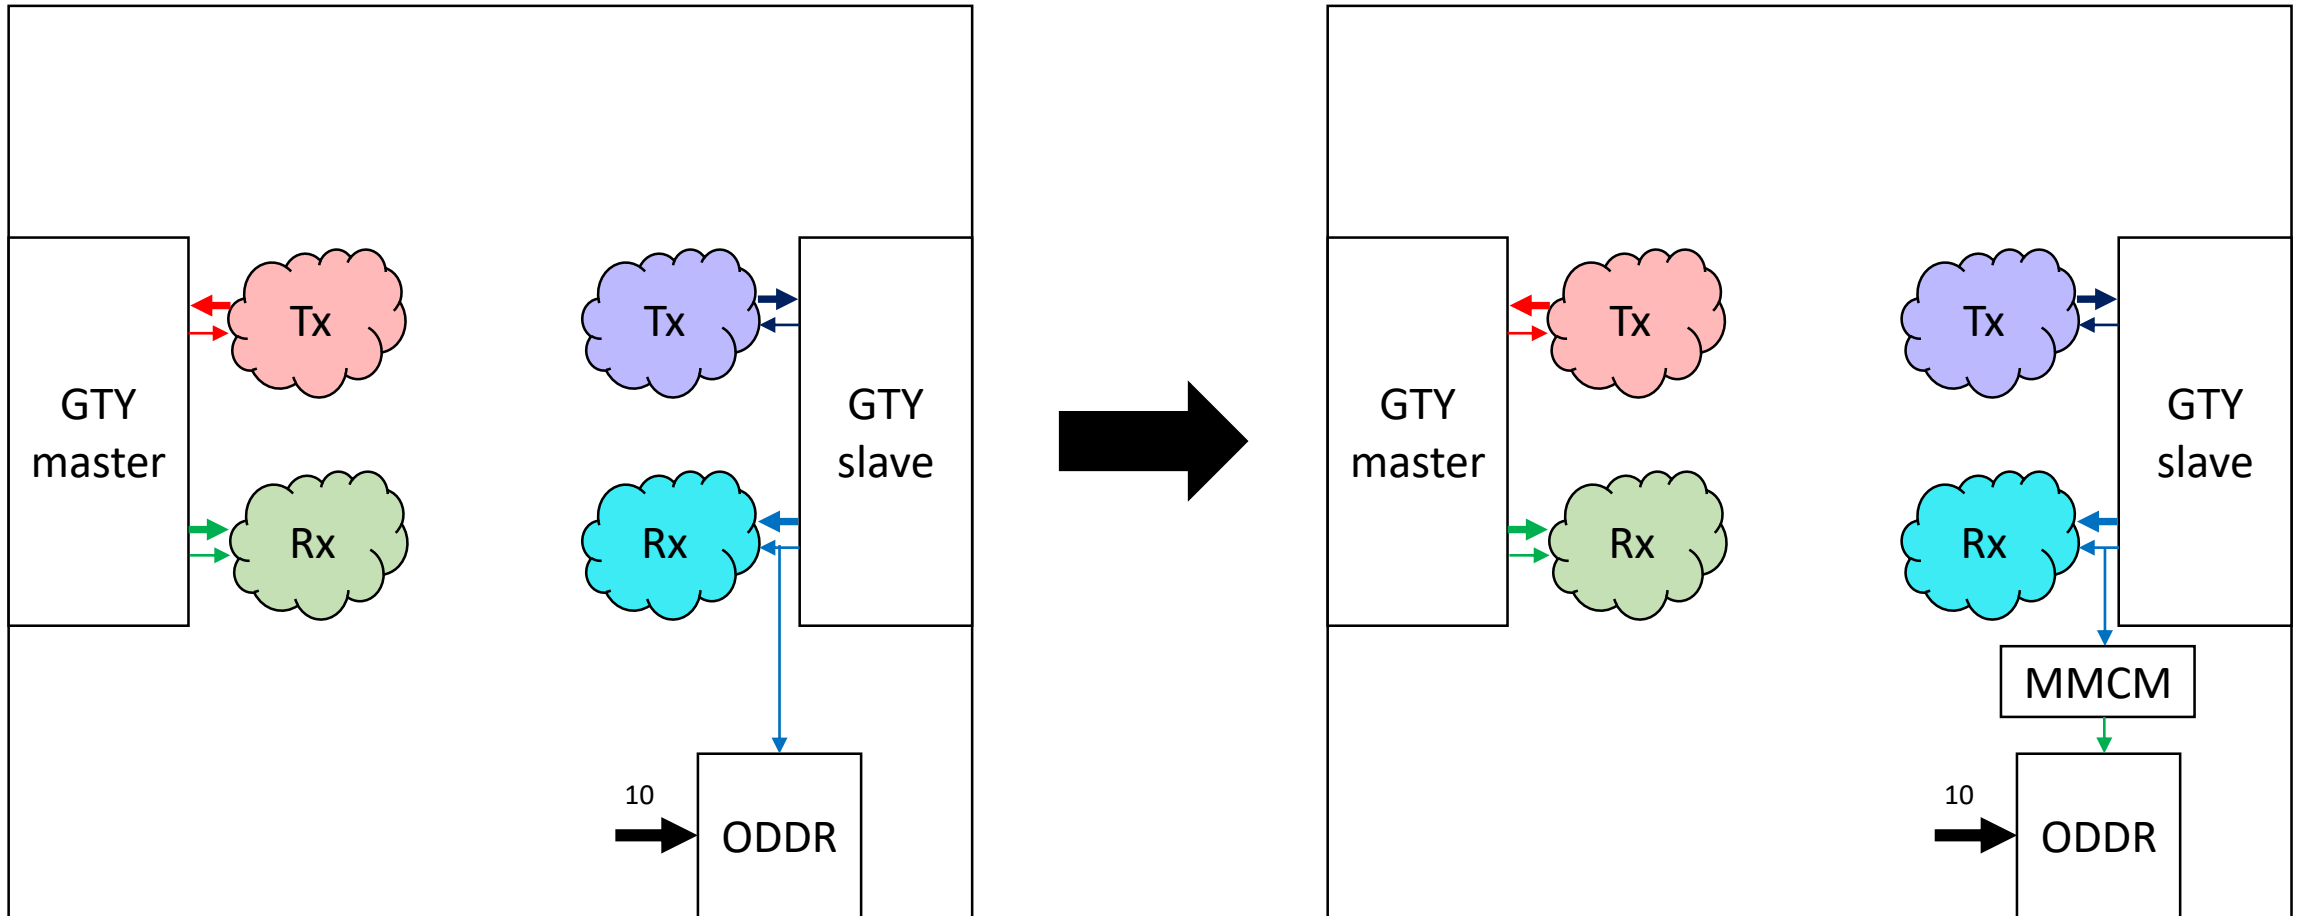 Tx
Tx
GTY
master
GTY
slave
Rx
Rx
10
ODDR
Tx
Tx
GTY
master
GTY
slave
Rx
Rx
MMCM
10
ODDR